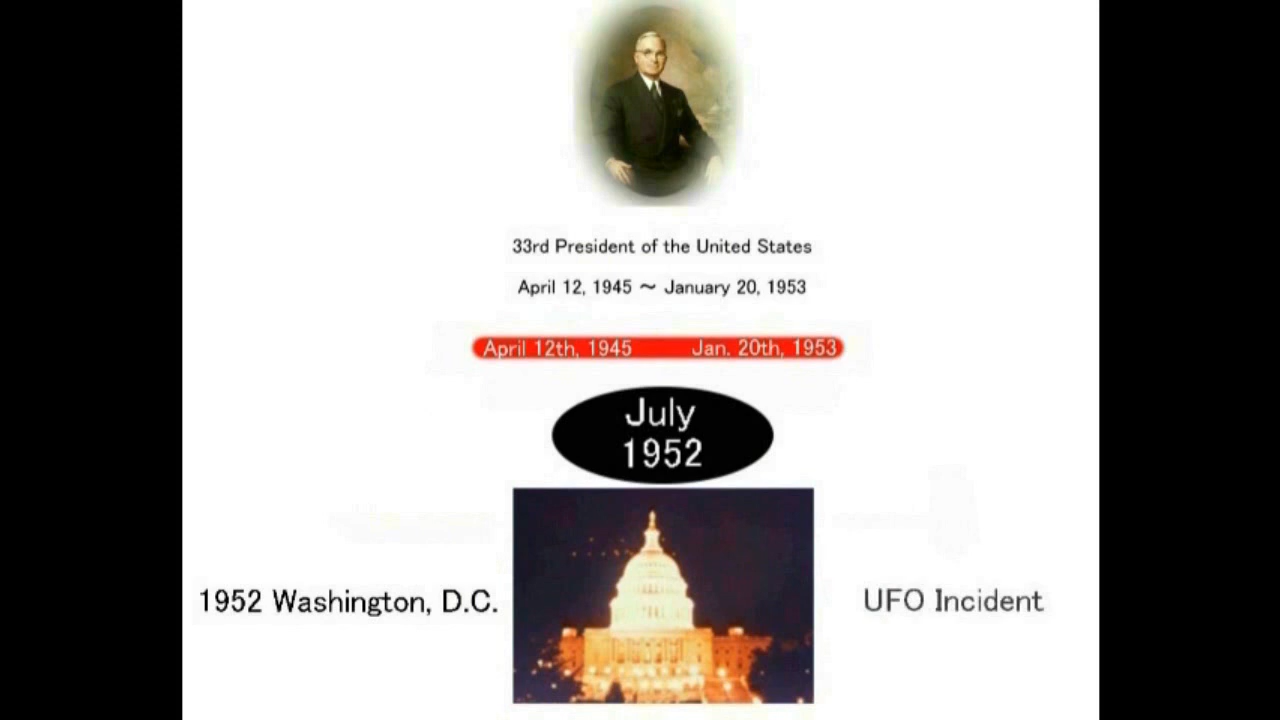 33rd President of the United States
April 12, 1945 ～ January 20, 1953
April 12th, 1945 Jan. 20th, 1953
July
1952
1952 Washington, D.C.
UFO Incident